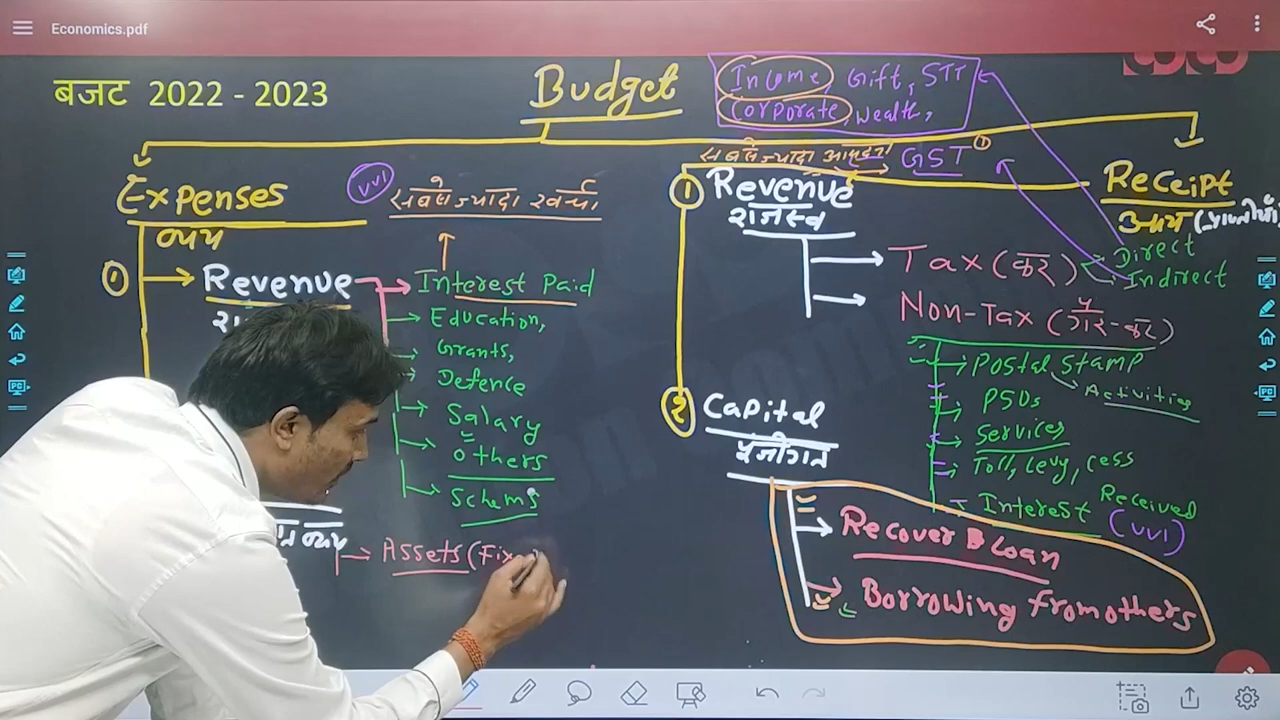 Economics.pdf
बजट 2022 - 2023
Budget
Income, Gift, STT
Corporate, Wealth,
Expenses
व्यय
VVI
सबसे ज्यादा खर्चा
① Revenue
Interest Paid
Education,
Grants,
Defence
Salary
Others
Schems
Assets (Fix
सबसे ज्यादा आमदनी GST ①
Receipt
① Revenue
राजस्व
Tax (कर)
Direct
Indirect
Non-Tax (गैर-कर)
Postal Stamp
Activities
PSUs
Services
Toll, Levy, Cess
Interest Received
(VVI)
② Capital
पूंजीगत
Recover Loan
Borrowing from others